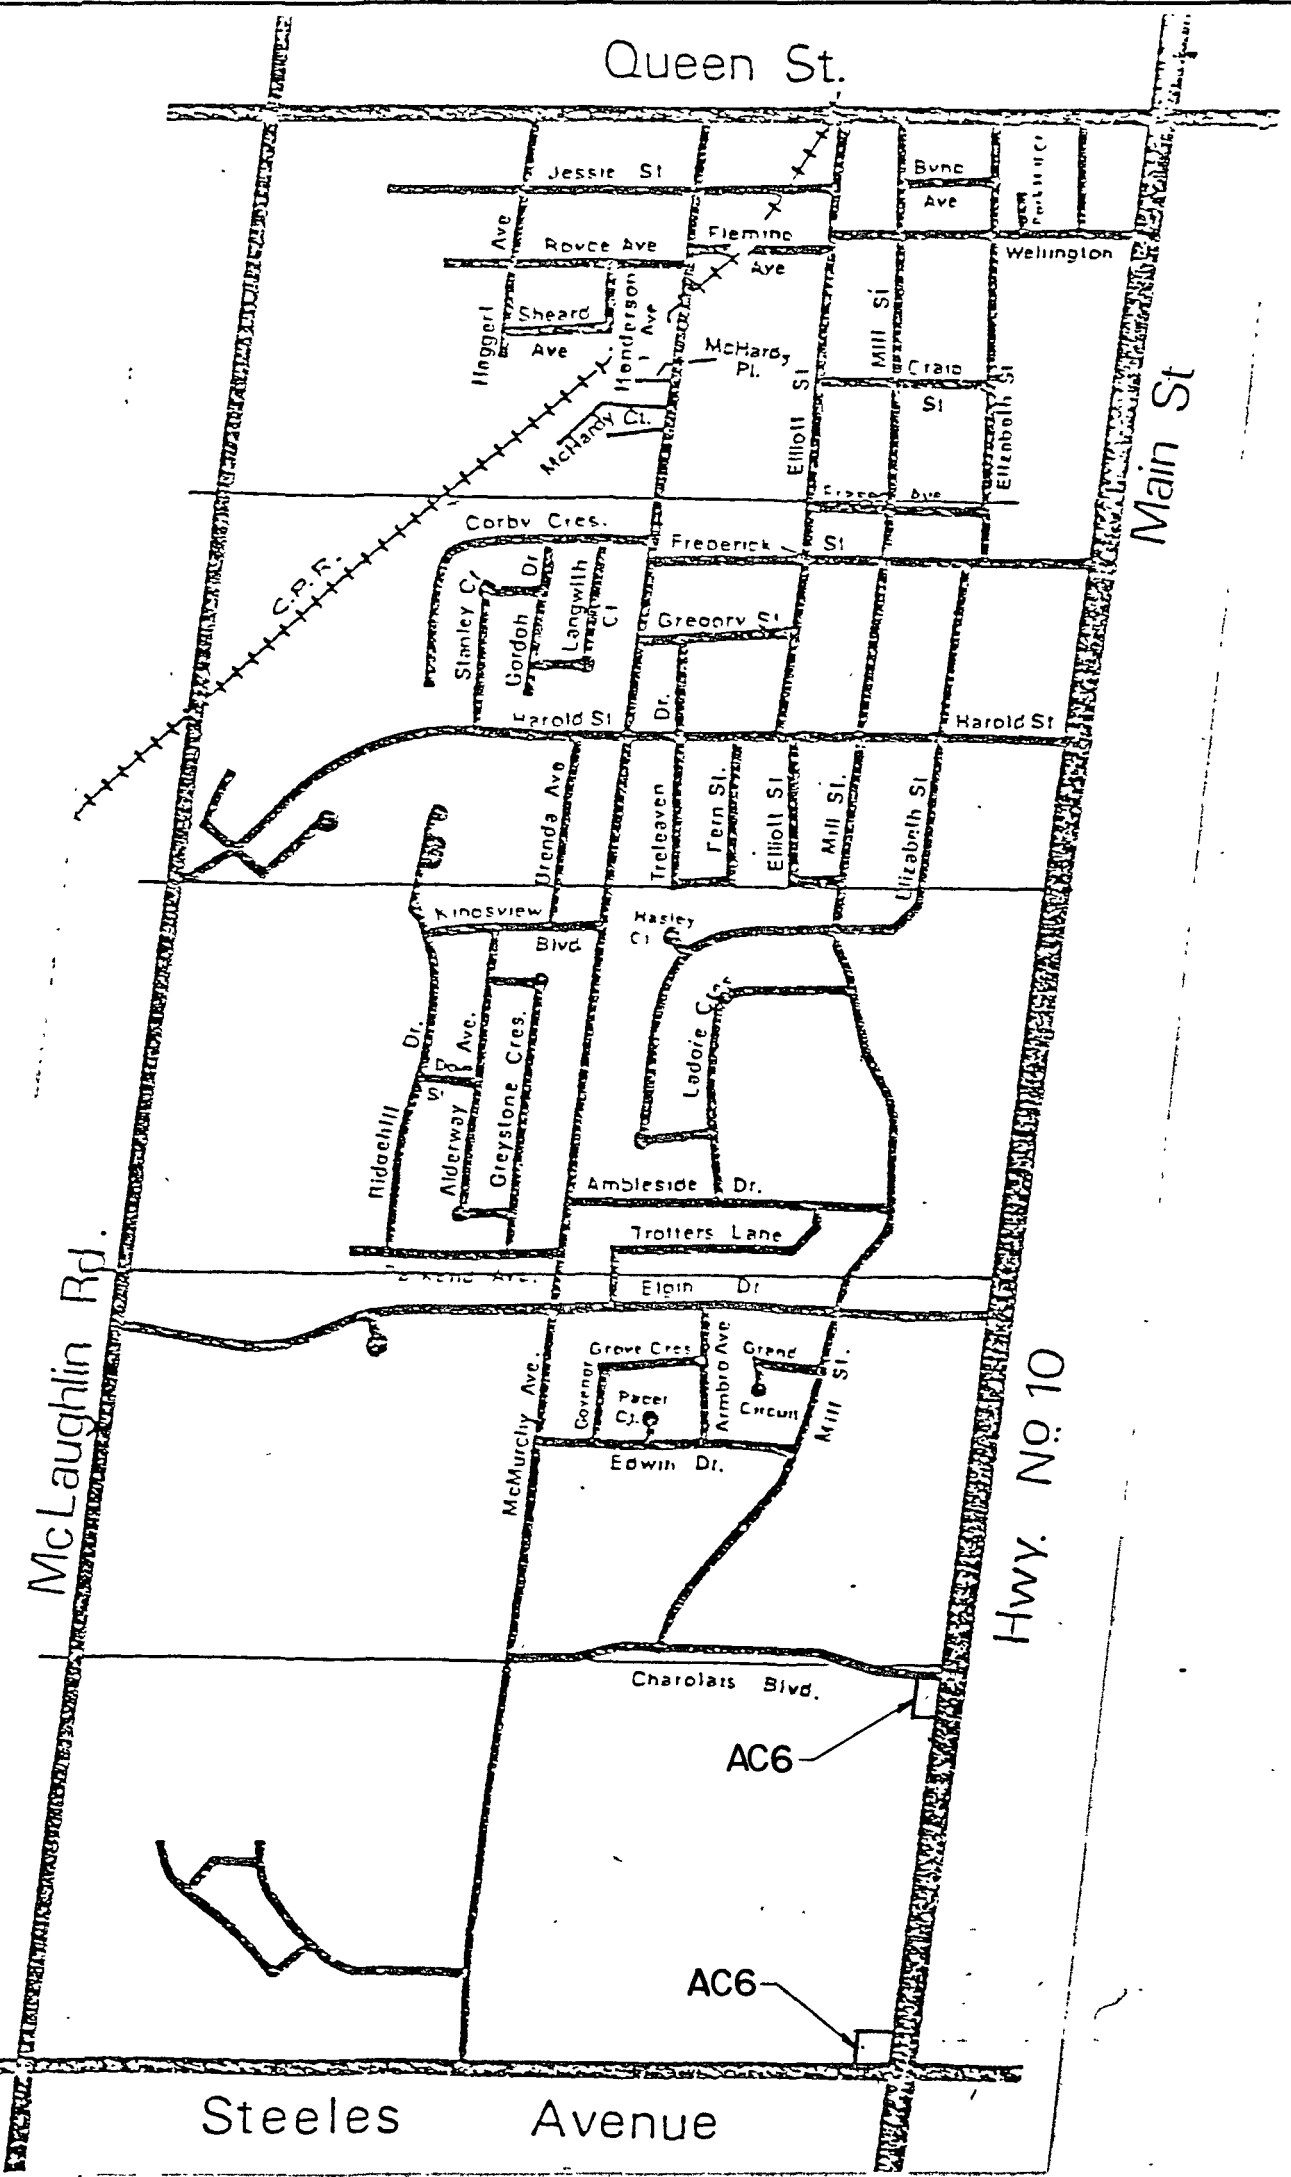 Queen St.
Jessie St
Ave
Ave
Wellington
Fleming
Ave
Royce Ave
Haggert
Sheard
Ave
Henderson
Ave
McHardy
Pl.
McHardy Ct.
Mill St
Craig
St
Elliott St
Elizabeth St
Main St
Corby Cres.
Frederick St
C.P.R.
Stanley Ct
Gordon Dr
Langwith
Ct
Gregory St
Harold St
Dr.
Harold St
Brenda Ave
Treleaven
Fern St.
Elliott St
Mill St.
Elizabeth St
Kingsview
Blvd
Hasley
Ct
Ladore
Dr.
Ave.
Ridgehill
Alderway
Greystone Cres.
Ambleside Dr.
Trotters Lane
Ave.
Elgin Dr
McLaughlin Rd.
McMurchy Ave.
Grove Cres
Governor
Armbro Ave
Grand
Circuit
Pacer
Ct.
Mill St.
Edwin Dr.
Hwy. No 10
Charolais Blvd.
AC6
AC6
Steeles Avenue